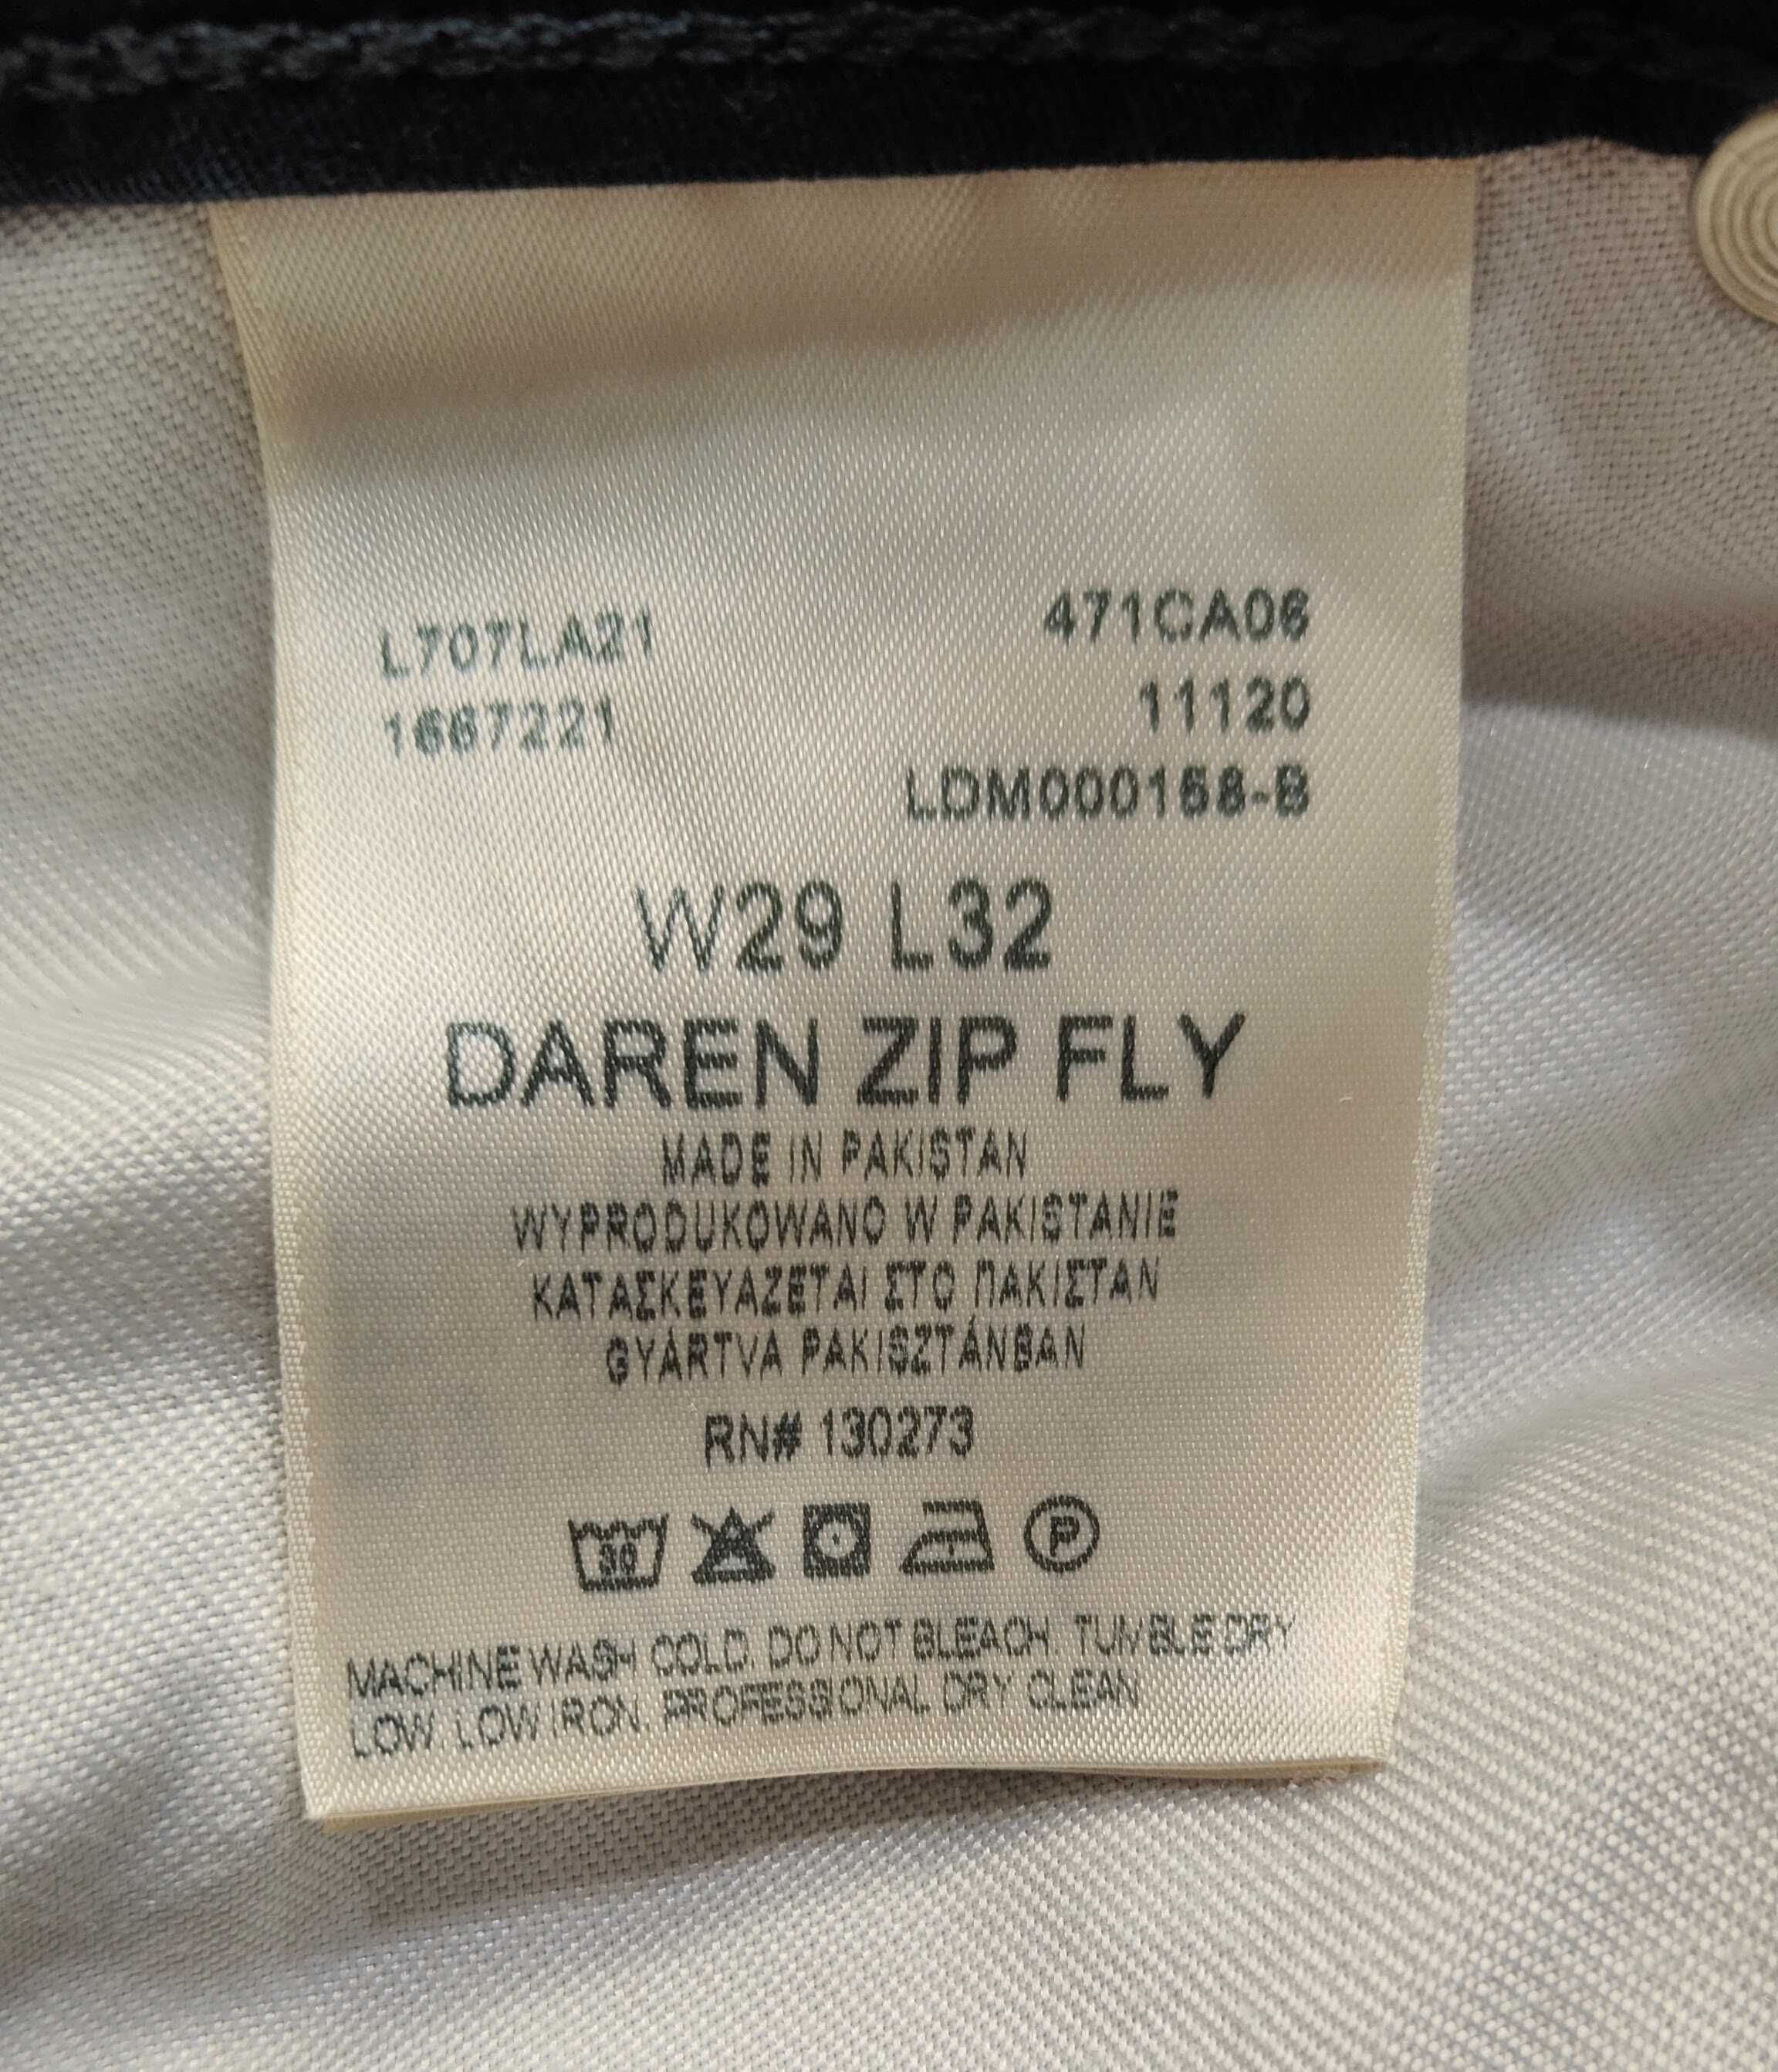 L707LA21
1667221
471CA06
11120
LDM000168-B
W29 L32
DAREN ZIP FLY
MADE IN PAKISTAN
WYPRODUKOWANO W PAKISTANIE
ΚΑΤΑΣΚΕΥΑΖΕΤΑΙ ΣΤΟ ΠΑΚΙΣΤΑΝ
GYÁRTVA PAKISZTÁNBAN
RN# 130273
30 P
MACHINE WASH COLD. DO NOT BLEACH. TUMBLE DRY
LOW. LOW IRON. PROFESSIONAL DRY CLEAN